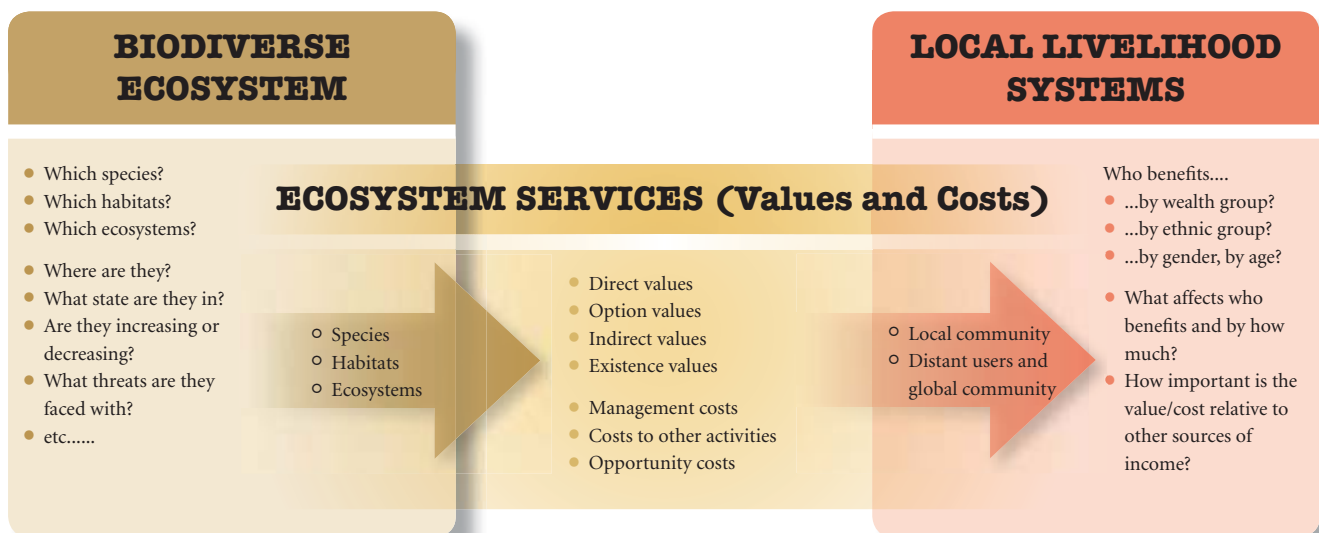 BIODIVERSE
ECOSYSTEM
Which species?
Which habitats?
Which ecosystems?
Where are they?
What state are they in?
Are they increasing or
decreasing?
What threats are they
faced with?
etc......
ECOSYSTEM SERVICES (Values and Costs)
Species
Habitats
Ecosystems
Direct values
Option values
Indirect values
Existence values
Management costs
Costs to other activities
Opportunity costs
Local community
Distant users and
global community
LOCAL LIVELIHOOD
SYSTEMS
Who benefits....
...by wealth group?
...by ethnic group?
...by gender, by age?
What affects who
benefits and by how
much?
How important is the
value/cost relative to
other sources of
income?